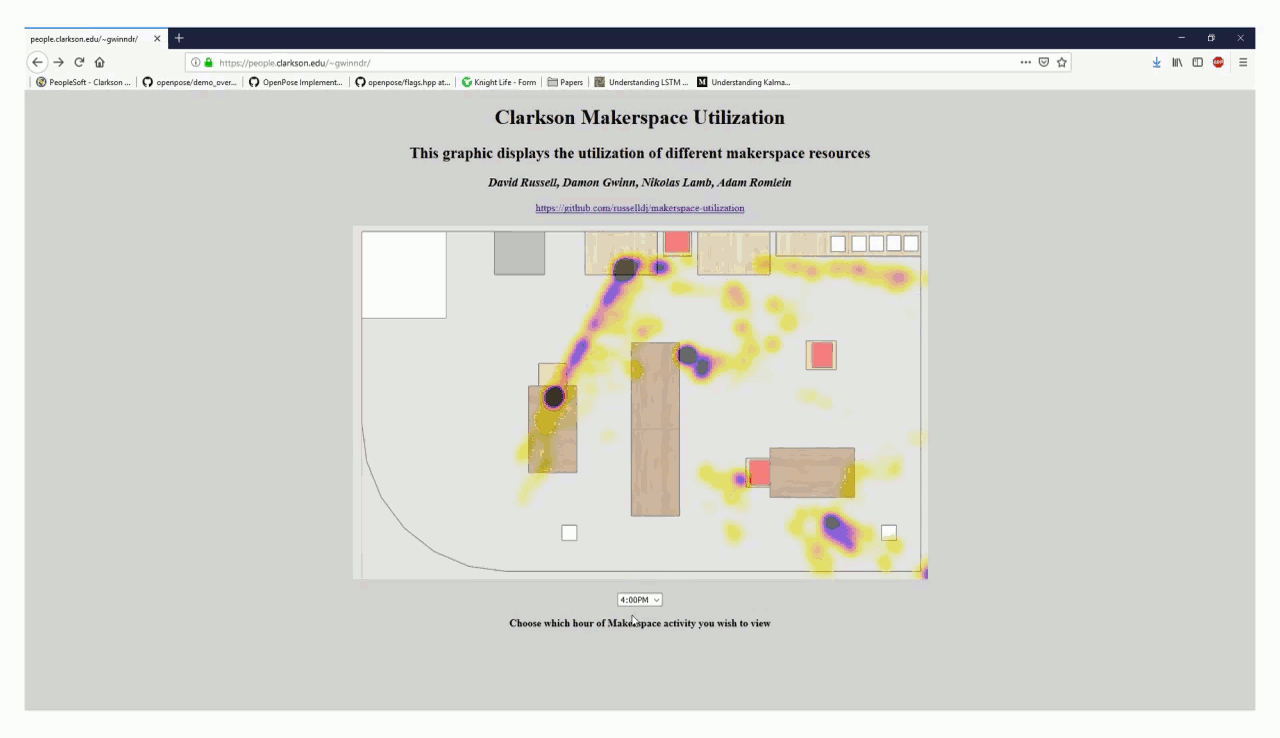 people.clarkson.edu/~gwinndr/
https://people.clarkson.edu/~gwinndr/
PeopleSoft - Clarkson ... openpose/demo_over... OpenPose Implement... openpose/flags.hpp at... Knight Life - Form Papers Understanding LSTM ... Understanding Kalma...
Clarkson Makerspace Utilization
This graphic displays the utilization of different makerspace resources
David Russell, Damon Gwinn, Nikolas Lamb, Adam Romlein
https://github.com/russelldj/makerspace-utilization
4:00PM
Choose which hour of Makerspace activity you wish to view